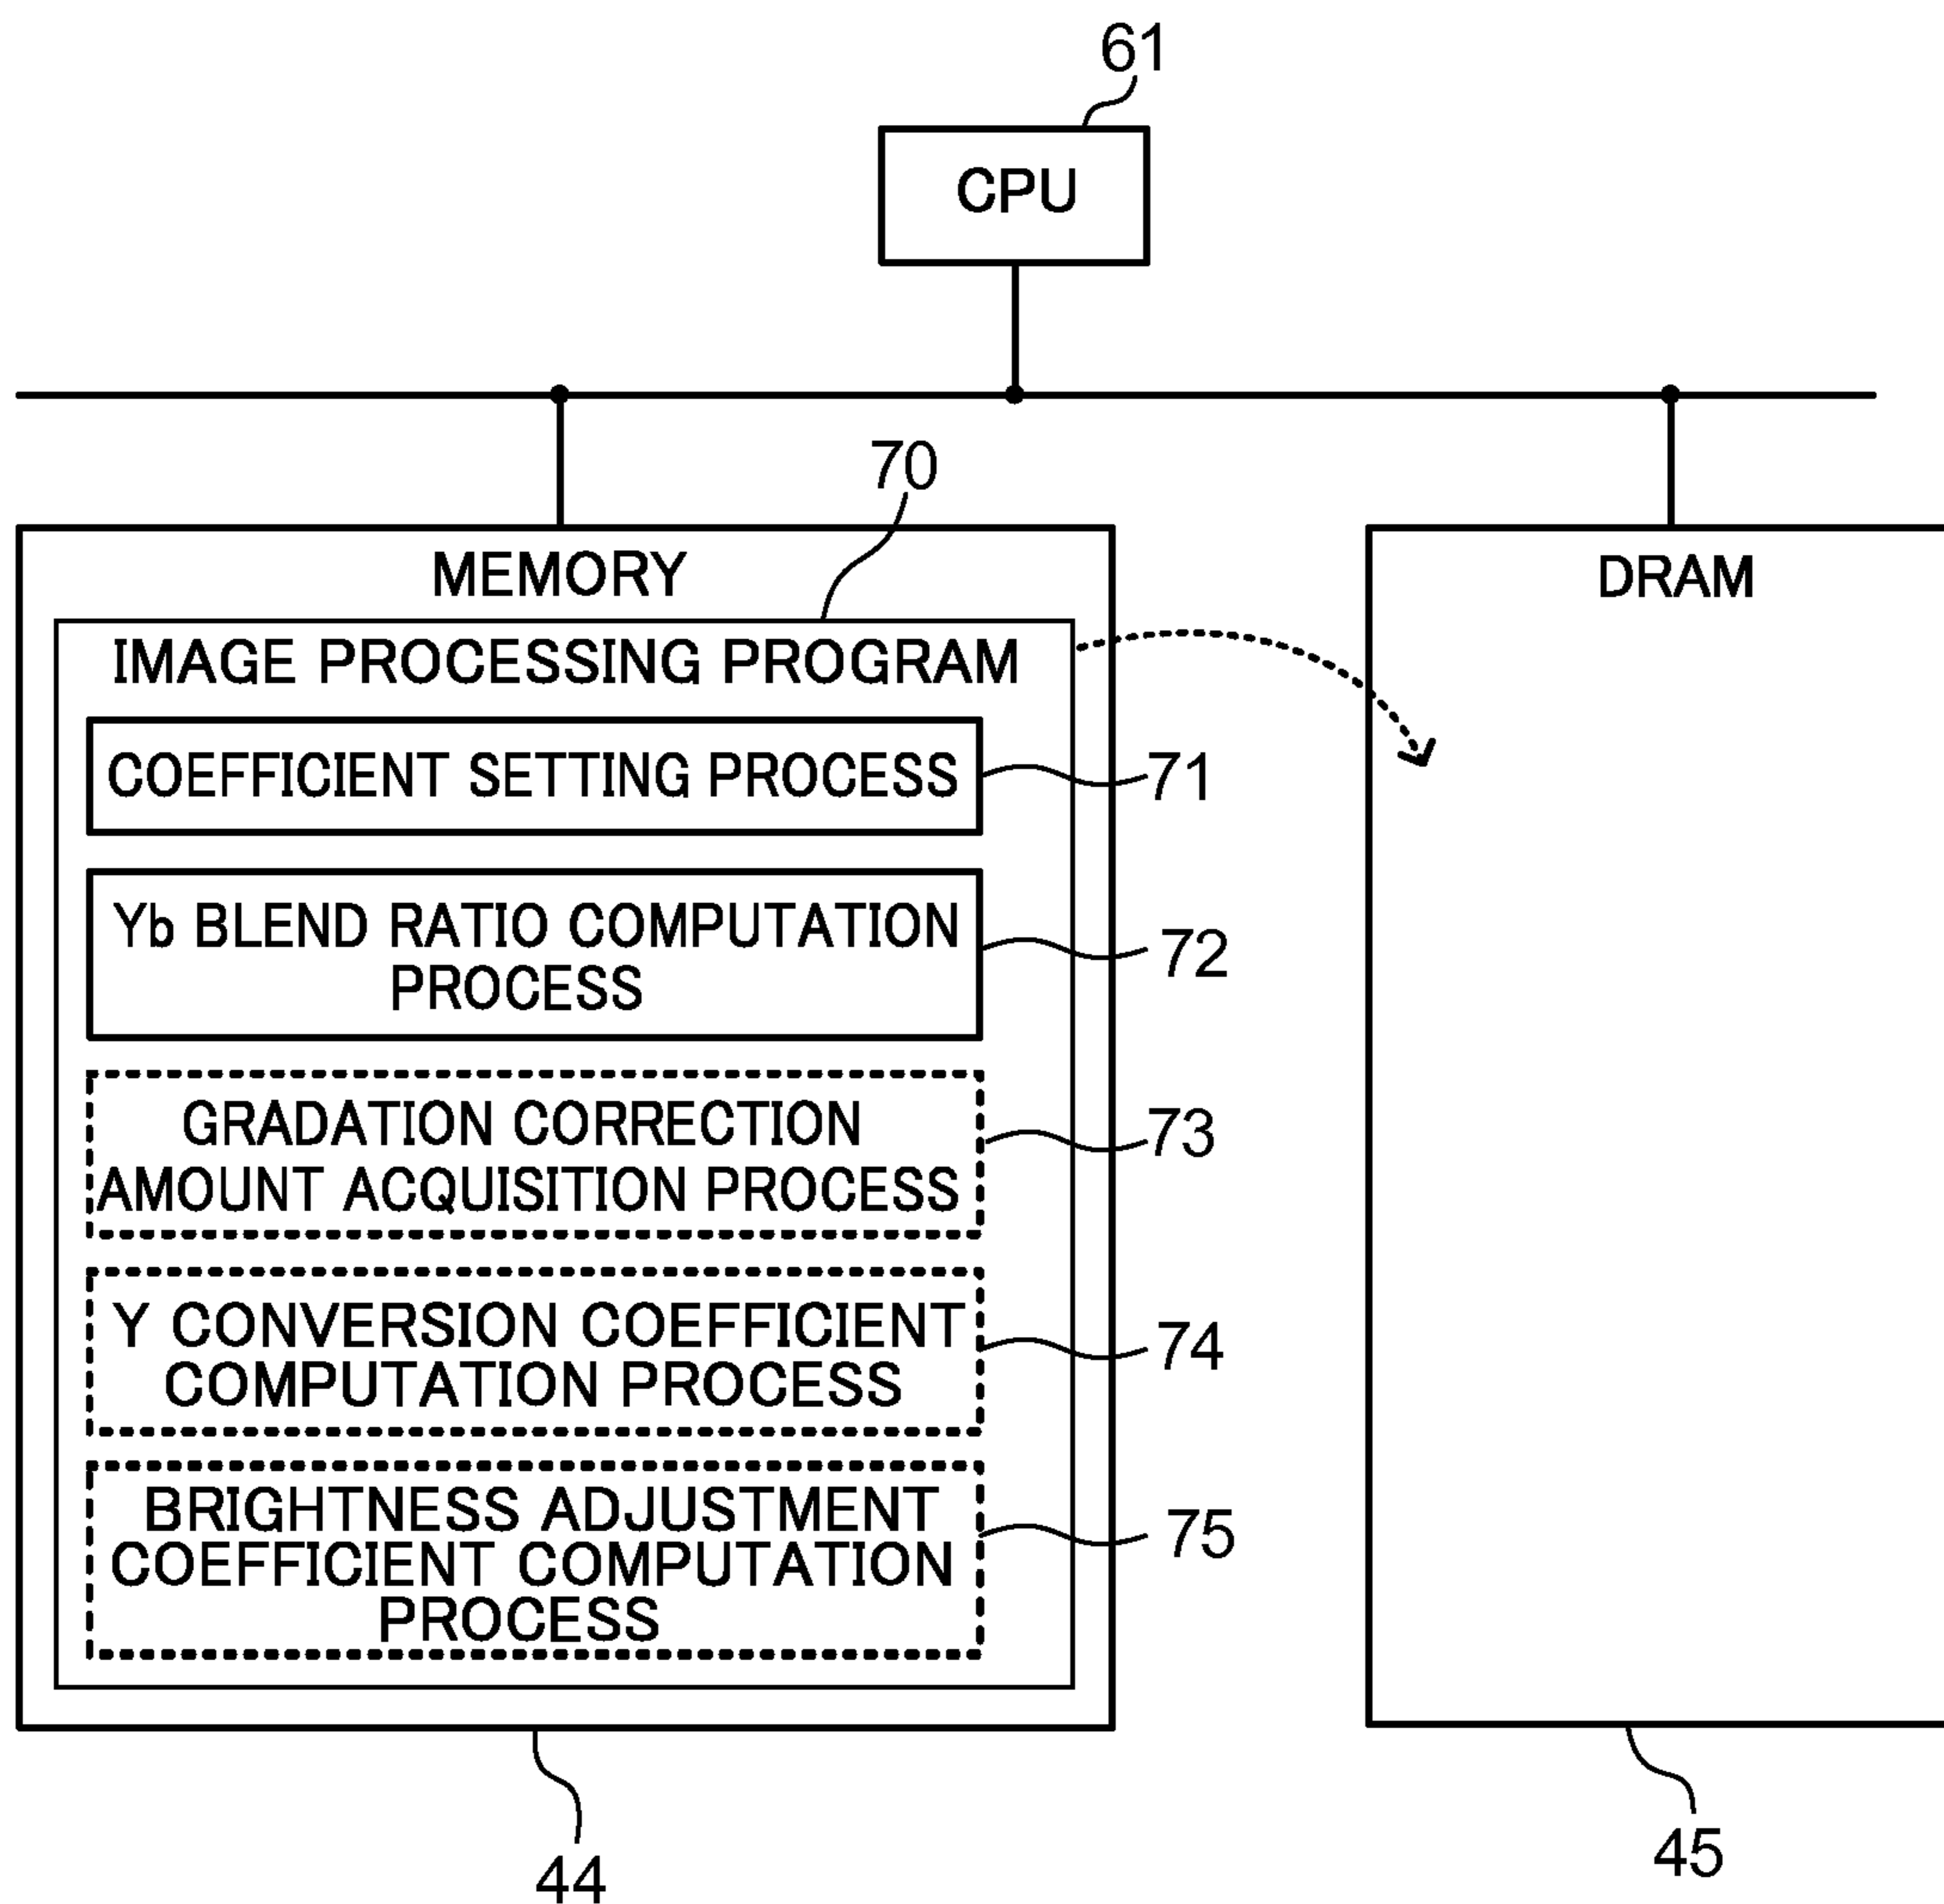 61
CPU
70
MEMORY
DRAM
IMAGE PROCESSING PROGRAM
COEFFICIENT SETTING PROCESS
71
Yb BLEND RATIO COMPUTATION
PROCESS
72
GRADATION CORRECTION
AMOUNT ACQUISITION PROCESS
73
Y CONVERSION COEFFICIENT
COMPUTATION PROCESS
74
BRIGHTNESS ADJUSTMENT
COEFFICIENT COMPUTATION
PROCESS
75
44
45